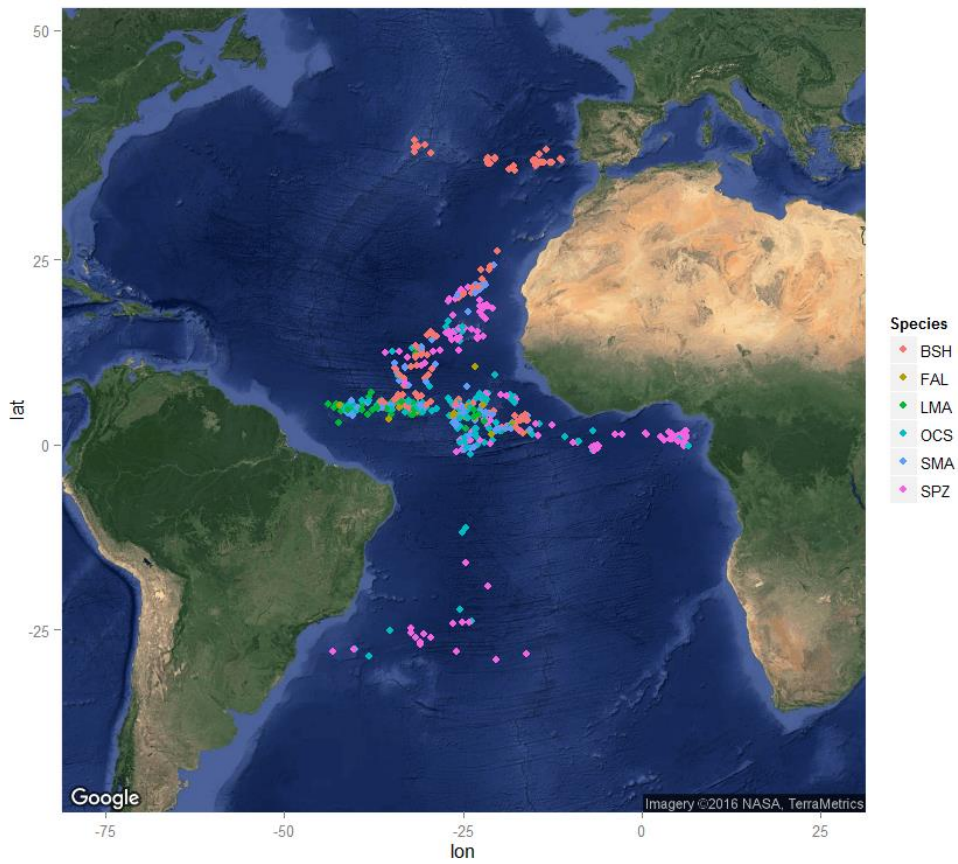 50
25
0
-25
lat
-75
-50
-25
0
25
lon
Species
BSH
FAL
LMA
OCS
SMA
SPZ
Google
Imagery ©2016 NASA, TerraMetrics